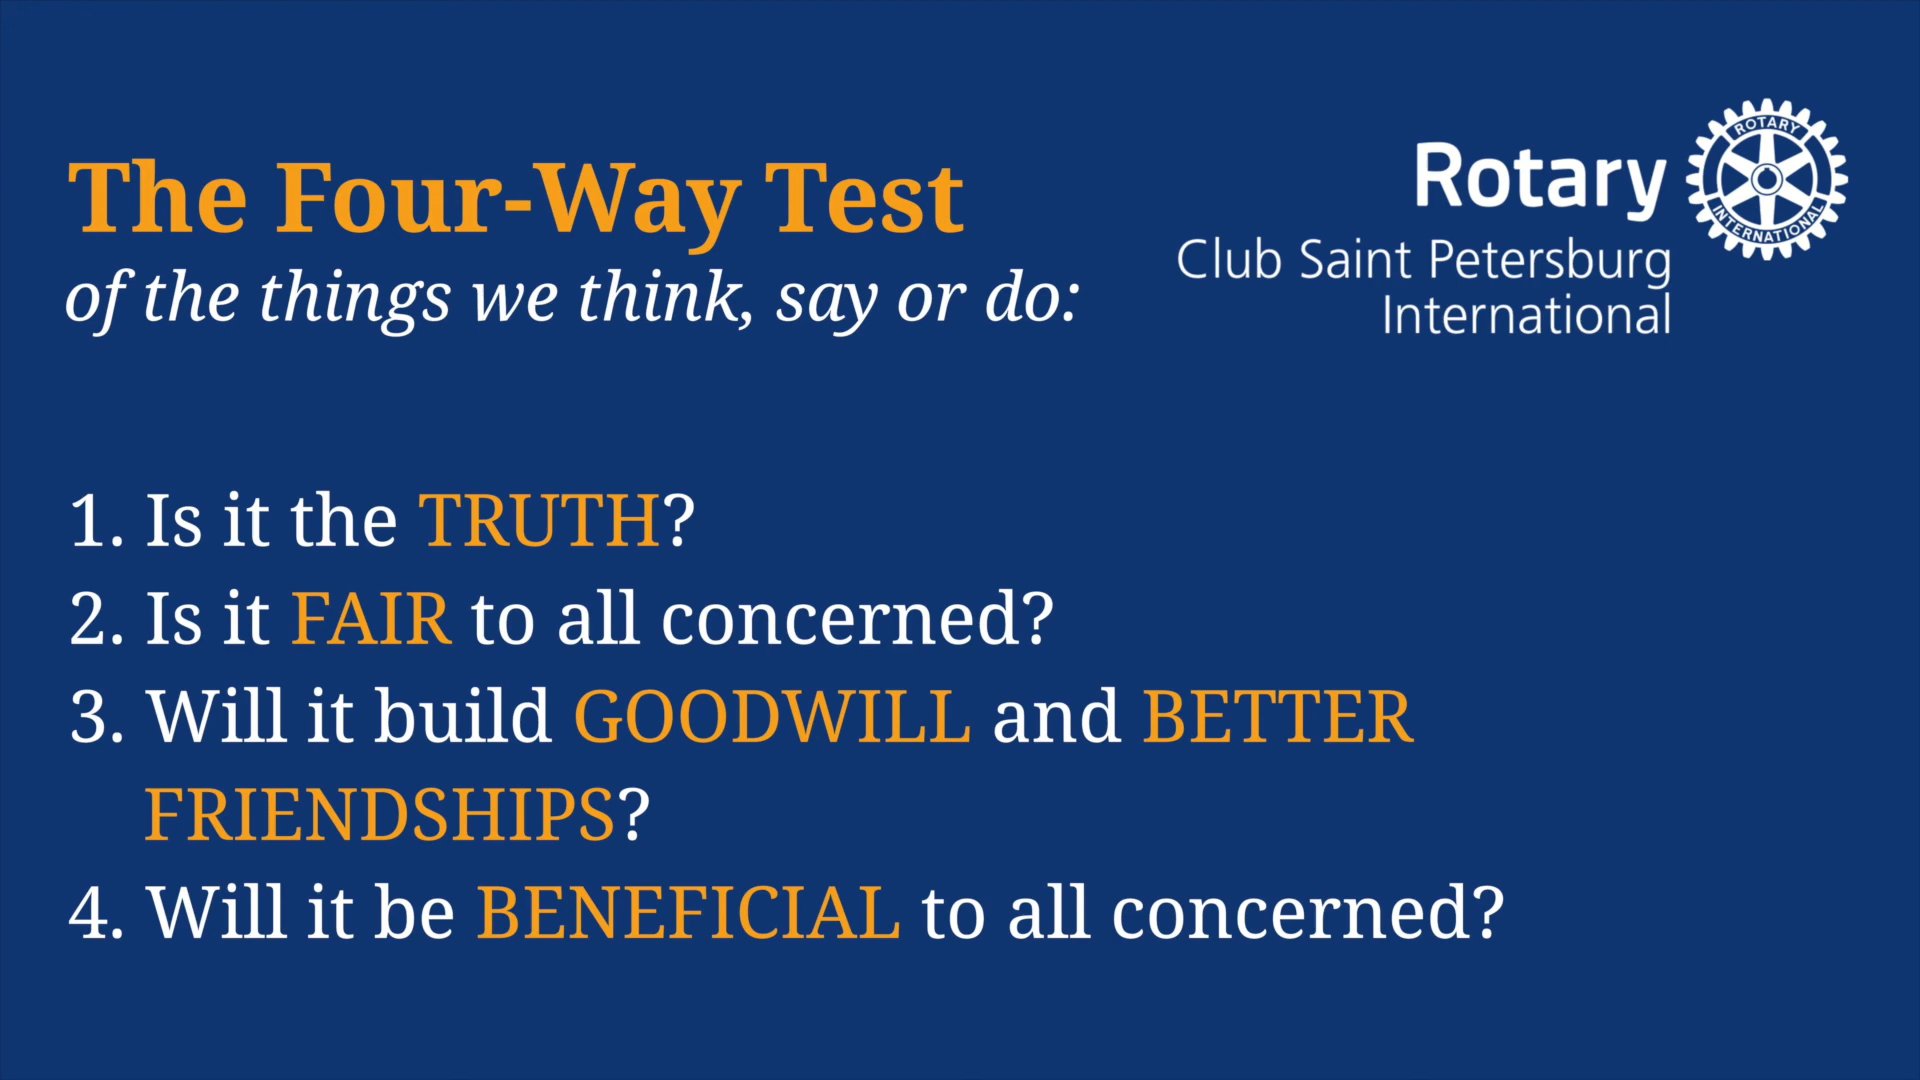 The Four-Way Test
of the things we think, say or do:
Rotary
Club Saint Petersburg
International
ROTARY
INTERNATIONAL
1. Is it the TRUTH?
2. Is it FAIR to all concerned?
3. Will it build GOODWILL and BETTER
FRIENDSHIPS?
4. Will it be BENEFICIAL to all concerned?